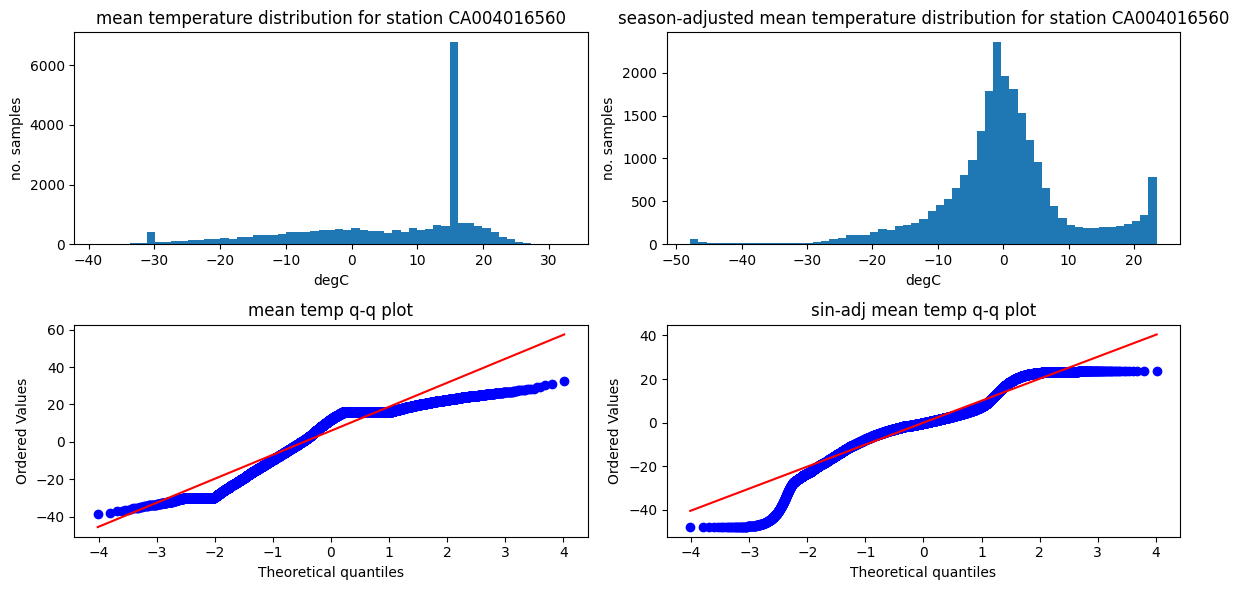 mean temperature distribution for station CA004016560
no. samples
6000
4000
2000
0
−40 −30 −20 −10 0 10 20 30
degC
season-adjusted mean temperature distribution for station CA004016560
no. samples
2000
1500
1000
500
0
−50 −40 −30 −20 −10 0 10 20
degC
mean temp q-q plot
Ordered Values
60
40
20
0
−20
−40
−4 −3 −2 −1 0 1 2 3 4
Theoretical quantiles
sin-adj mean temp q-q plot
Ordered Values
40
20
0
−20
−40
−4 −3 −2 −1 0 1 2 3 4
Theoretical quantiles